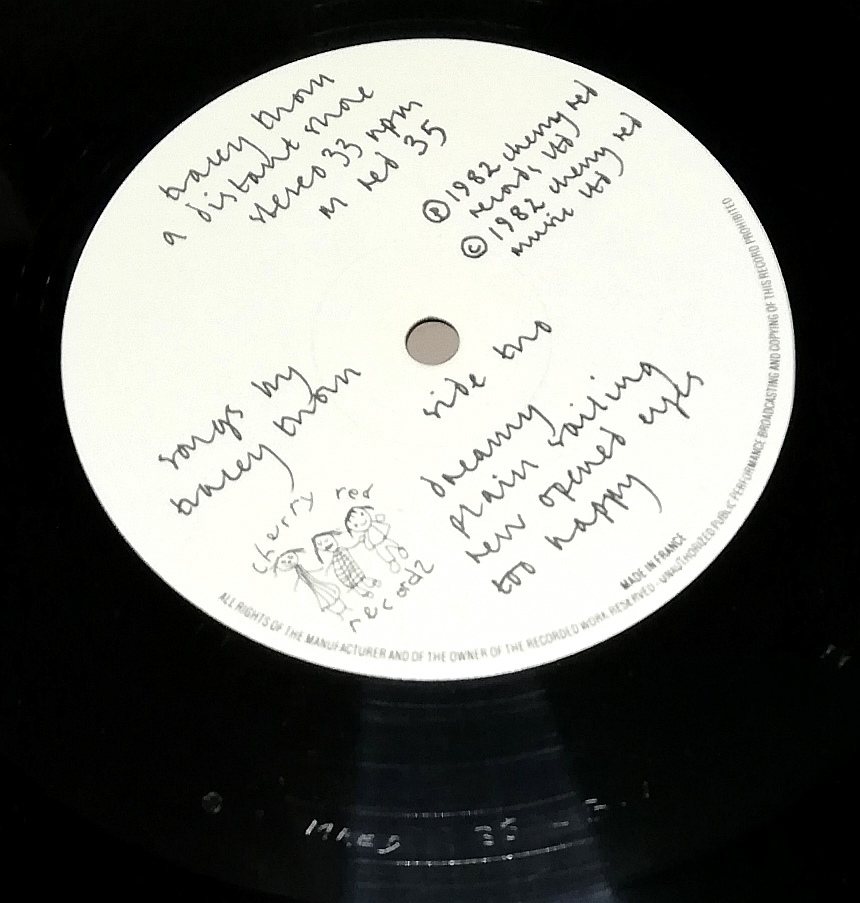 tracey thorn
a distant shore
stereo 33 rpm
m red 35
Ⓟ 1982 cherry red
records ltd
© 1982 cherry red
music ltd
side two
songs by
tracey thorn
dreamy
plain sailing
new opened eyes
too happy
cherry red
records
MADE IN FRANCE
ALL RIGHTS OF THE MANUFACTURER AND OF THE OWNER OF THE RECORDED WORK RESERVED - UNAUTHORIZED PUBLIC PERFORMANCE BROADCASTING AND COPYING OF THIS RECORD PROHIBITED
MRED 35